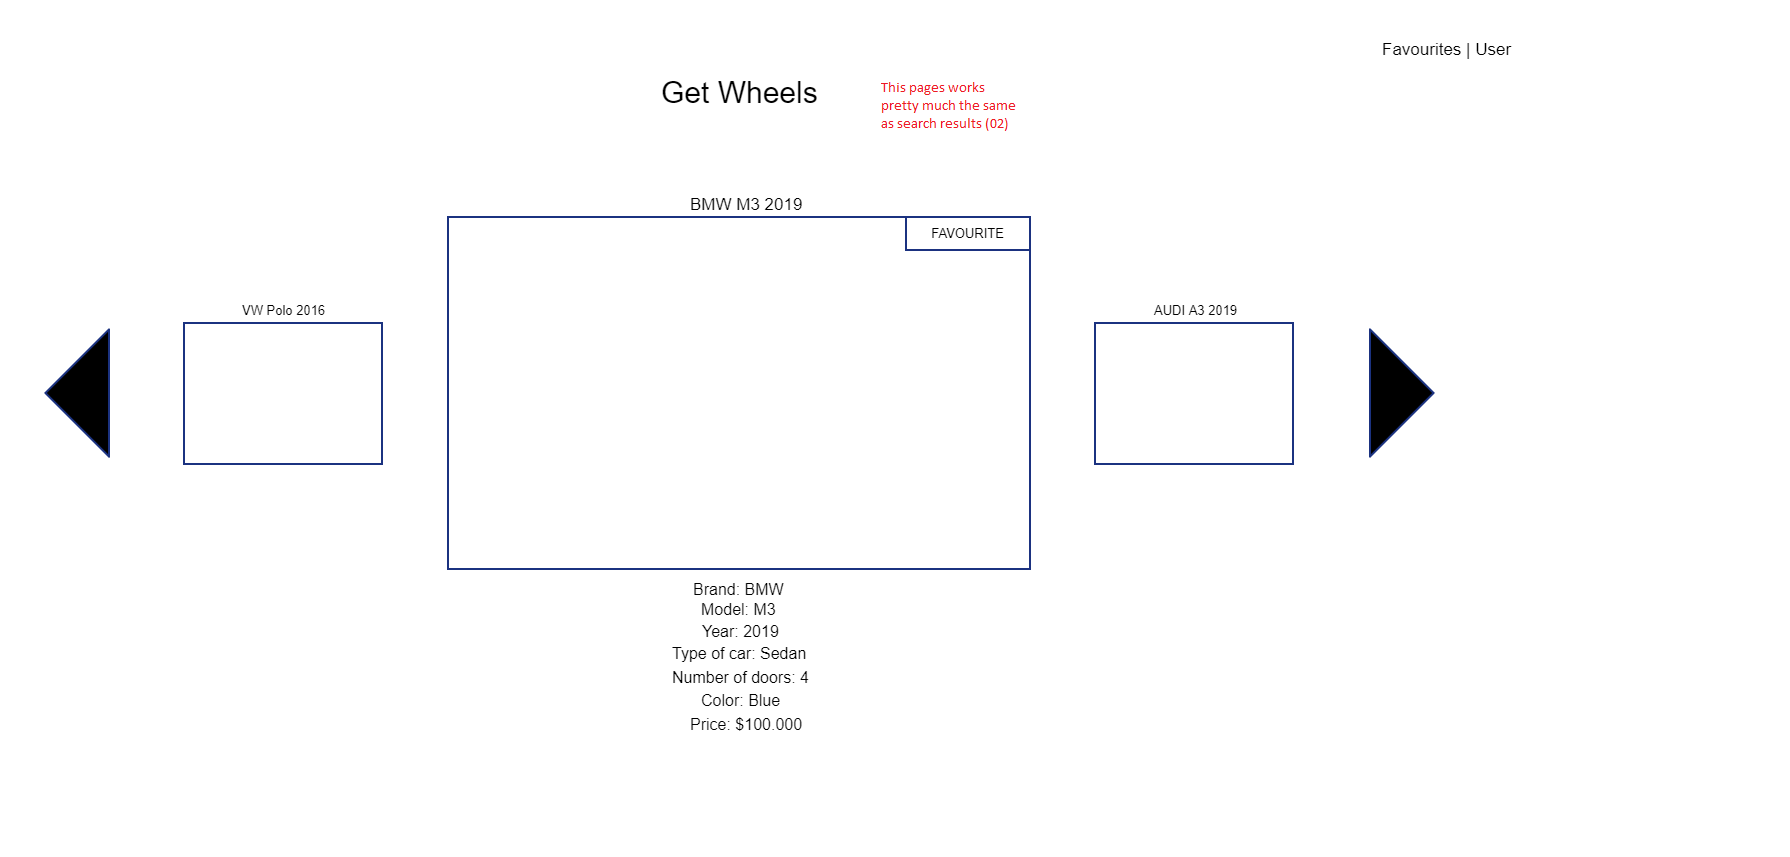 Favourites | User
Get Wheels
This pages works
pretty much the same
as search results (02)
BMW M3 2019
FAVOURITE
VW Polo 2016
AUDI A3 2019
Brand: BMW
Model: M3
Year: 2019
Type of car: Sedan
Number of doors: 4
Color: Blue
Price: $100.000